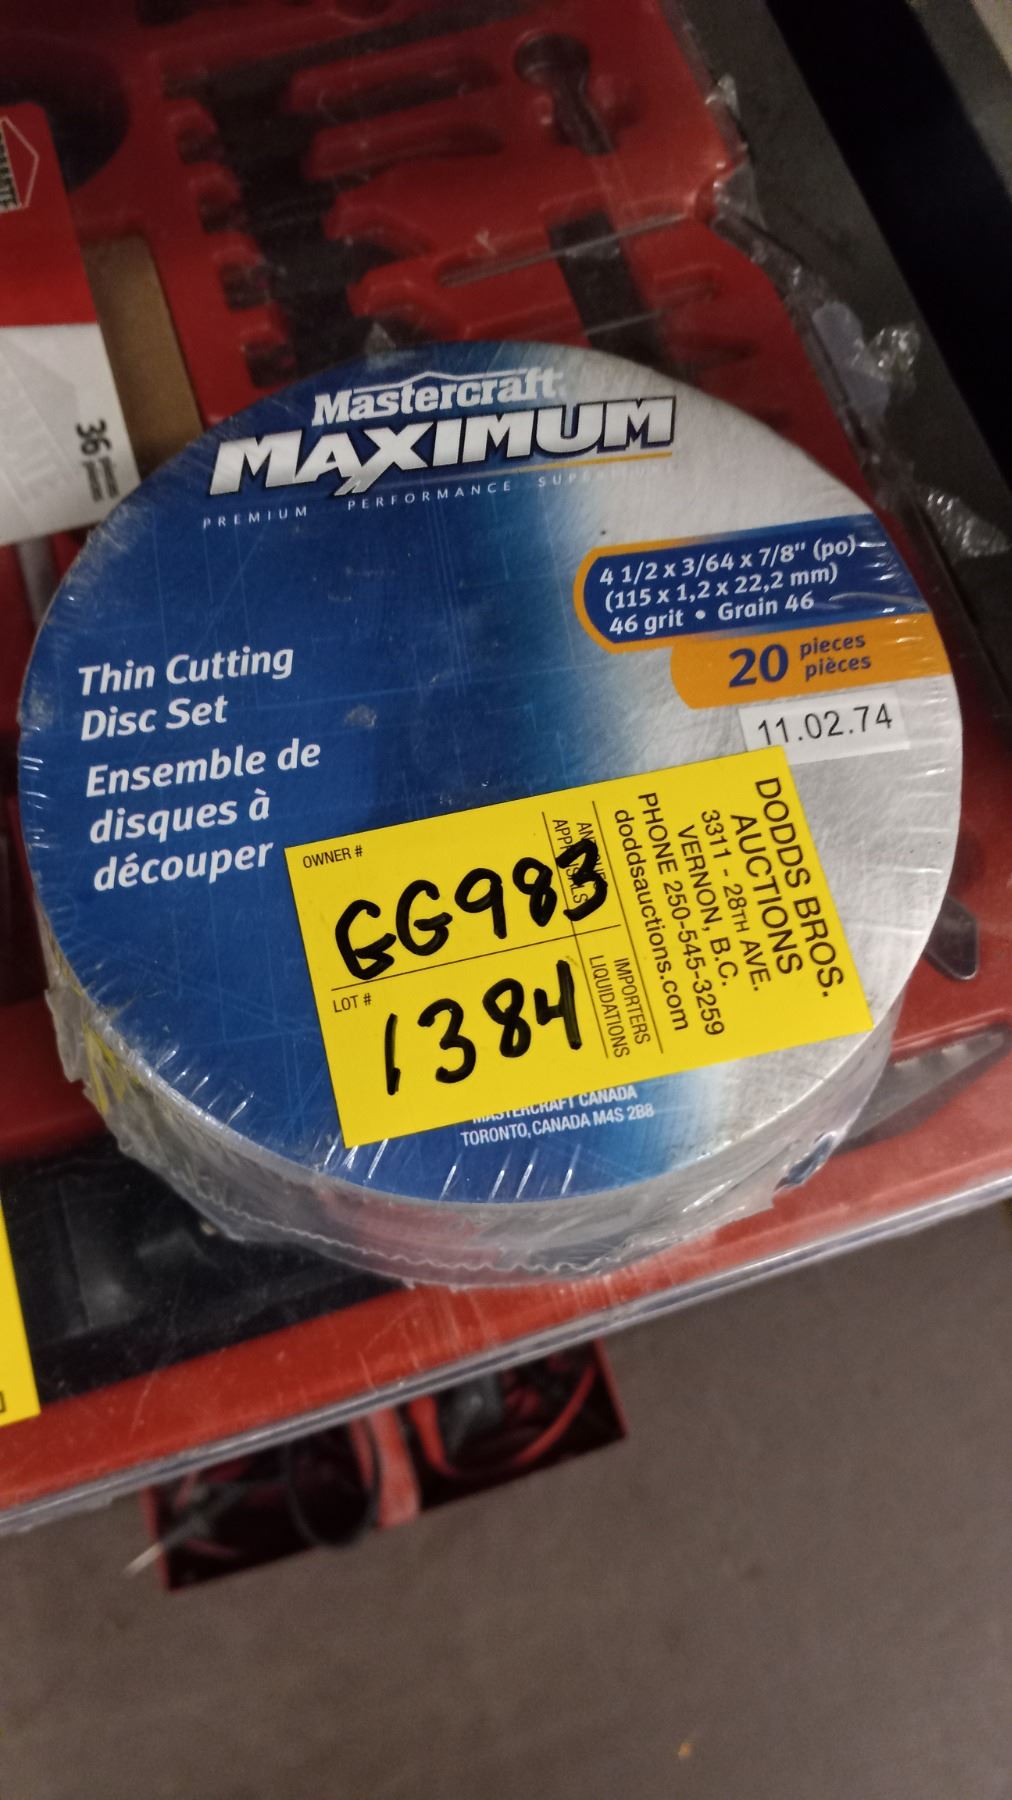 Mastercraft
MAXIMUM
PREMIUM PERFORMANCE
4 1/2 x 3/64 x 7/8" (po)
(115 x 1,2 x 22,2 mm)
46 grit • Grain 46
20 pieces
pièces
11.02.74
Thin Cutting
Disc Set
Ensemble de
disques à
découper
OWNER #
GG983
LOT #
1384
DODDS BROS.
AUCTIONS
3311 - 28TH AVE.
VERNON, B.C.
PHONE 250-545-3259
doddsauctions.com
IMPORTERS
LIQUIDATIONS
MASTERCRAFT CANADA
TORONTO, CANADA M4S 2B8
36